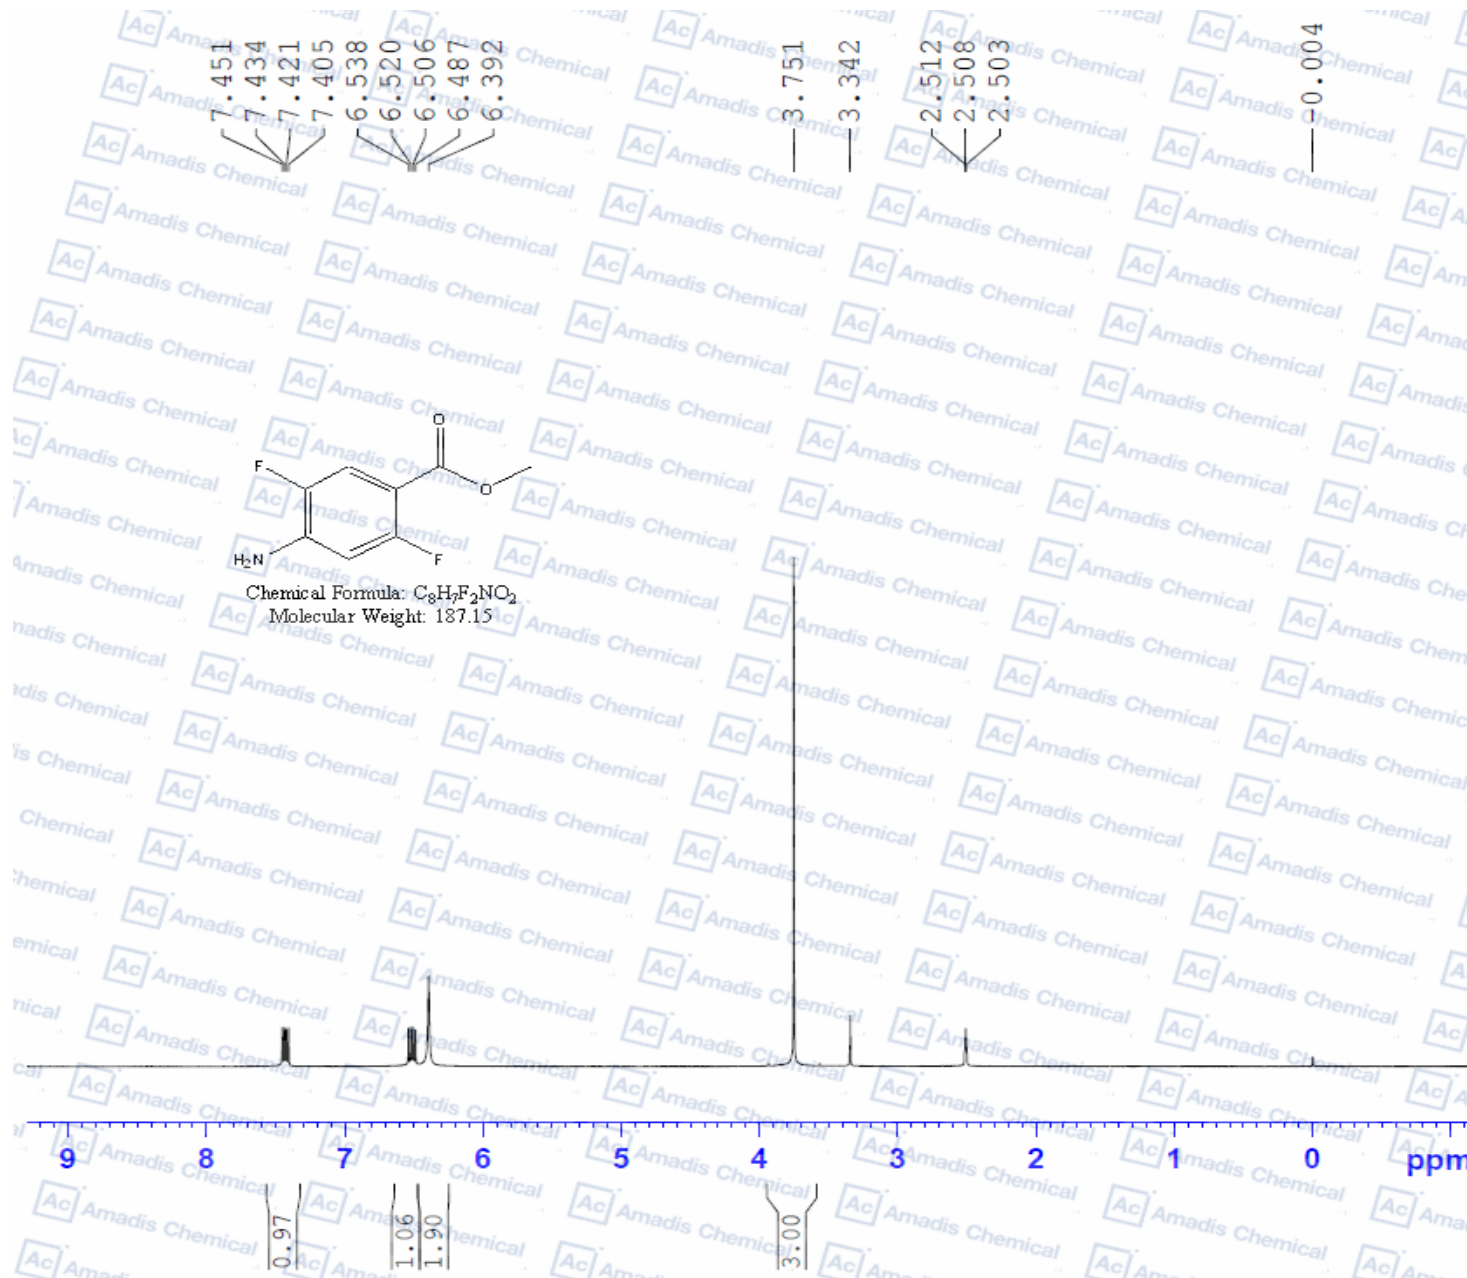 7.451
7.434
7.421
7.405
6.538
6.520
6.506
6.487
6.392
3.751
3.342
2.512
2.508
2.503
-0.004
O
F
O
H2N
F
Chemical Formula: C8H7F2NO2
Molecular Weight: 187.15
9 8 7 6 5 4 3 2 1 0 ppm
0.97
1.06
1.90
3.00
Ac Amadis Chemical